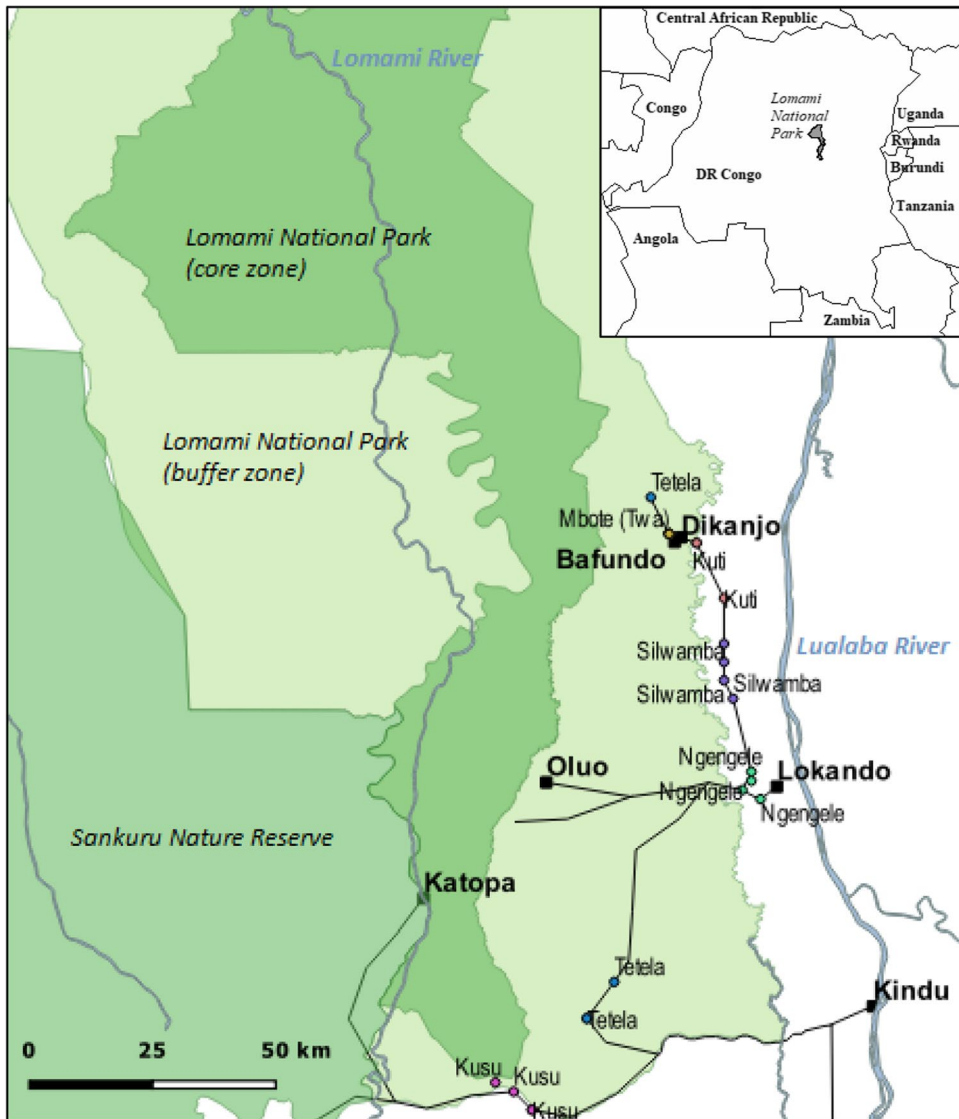 Lomami River
Central African Republic
Congo
Lomami
National
Park
Uganda
Rwanda
Burundi
DR Congo
Tanzania
Angola
Zambia
Lomami National Park
(core zone)
Lomami National Park
(buffer zone)
Tetela
Mbote (Twa)
Dikanjo
Bafundo
Kuti
Kuti
Silwamba
Lualaba River
Silwamba
Silwamba
Ngengele
Oluo
Lokando
Ngengele
Ngengele
Sankuru Nature Reserve
Katopa
Tetela
Kindu
Tetela
0 25 50 km
Kusu
Kusu
Kusu